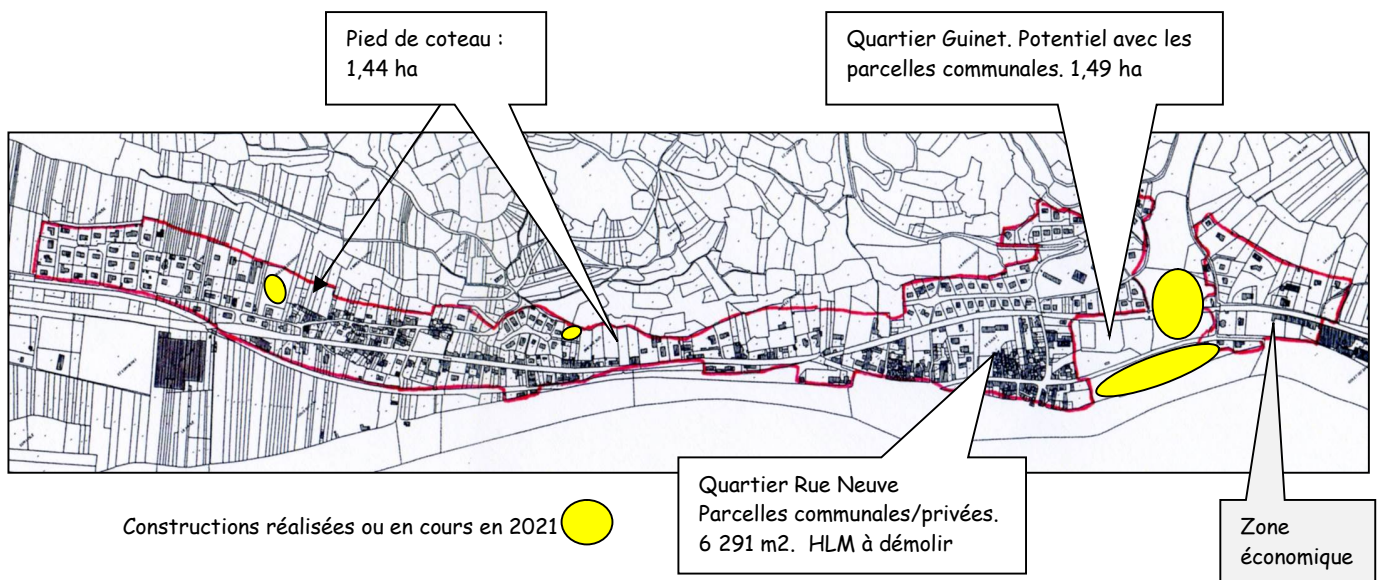 Pied de coteau :
1,44 ha
Quartier Guinet. Potentiel avec les
parcelles communales. 1,49 ha
Quartier Rue Neuve
Parcelles communales/privées.
6 291 m2. HLM à démolir
Constructions réalisées ou en cours en 2021
Zone
économique